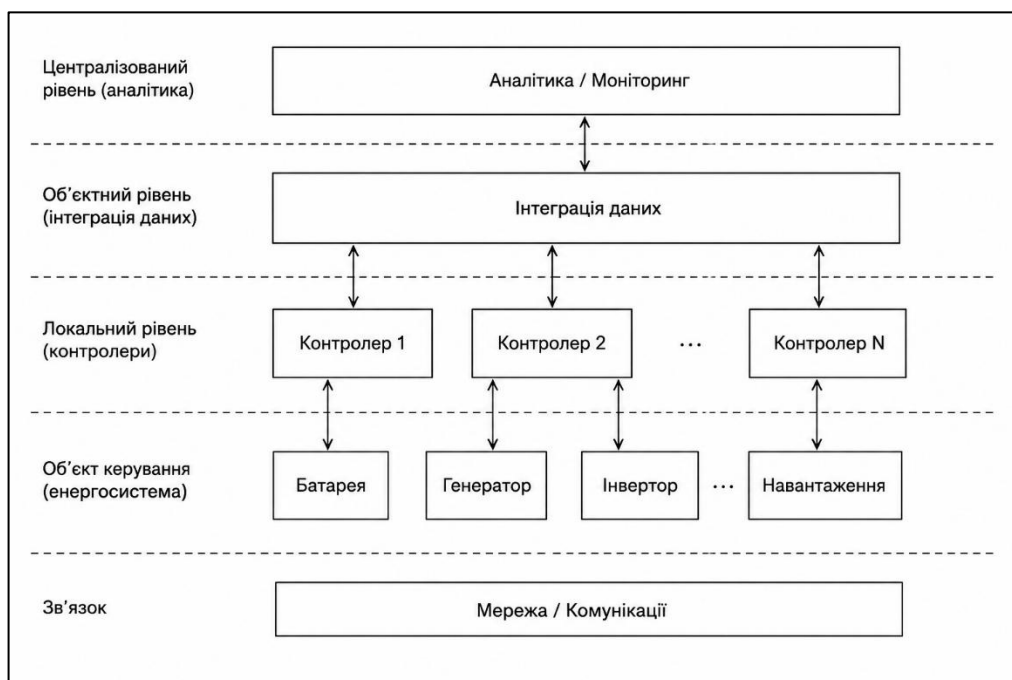 Централізований
рівень (аналітика)
Аналітика / Моніторинг
Об’єктний рівень
(інтеграція даних)
Інтеграція даних
Локальний рівень
(контролери)
Контролер 1
Контролер 2
...
Контролер N
Об’єкт керування
(енергосистема)
Батарея
Генератор
Інвертор
...
Навантаження
Зв’язок
Мережа / Комунікації